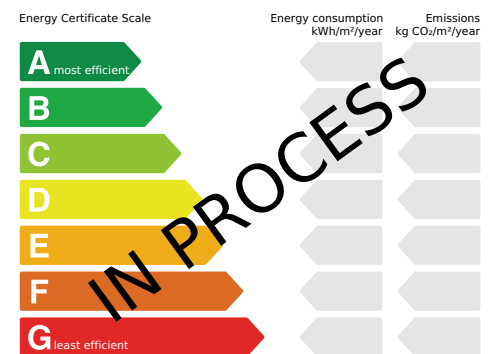 Energy Certificate Scale
Energy consumption
kWh/m²/year
Emissions
kg CO₂/m²/year
A most efficient
B
C
D
E
F
G least efficient
IN PROCESS